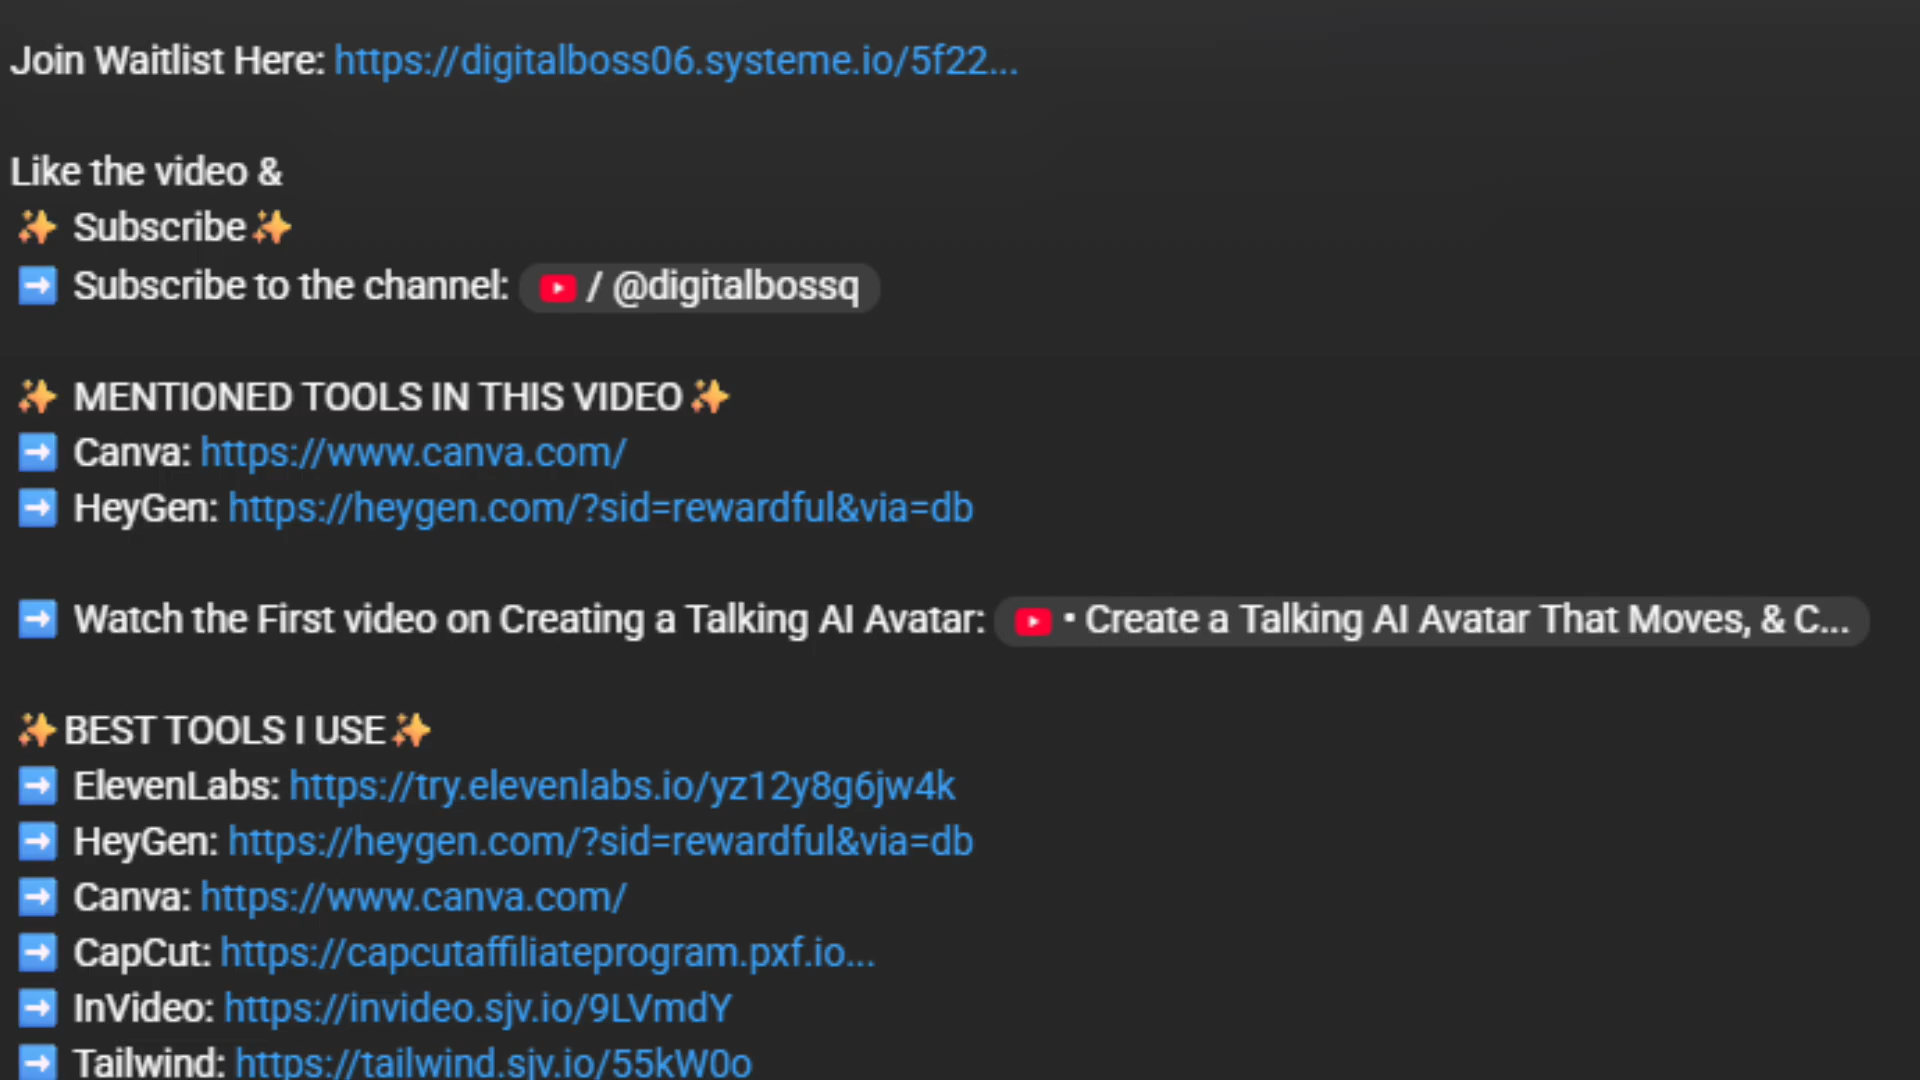 Join Waitlist Here: https://digitalboss06.systeme.io/5f22...
Like the video &
✨ Subscribe✨
➡ Subscribe to the channel: / @digitalbossq
✨ MENTIONED TOOLS IN THIS VIDEO✨
➡ Canva: https://www.canva.com/
➡ HeyGen: https://heygen.com/?sid=rewardful&via=db
➡ Watch the First video on Creating a Talking AI Avatar: • Create a Talking AI Avatar That Moves, & C...
✨BEST TOOLS I USE✨
➡ ElevenLabs: https://try.elevenlabs.io/yz12y8g6jw4k
➡ HeyGen: https://heygen.com/?sid=rewardful&via=db
➡ Canva: https://www.canva.com/
➡ CapCut: https://capcutaffiliateprogram.pxf.io...
➡ InVideo: https://invideo.sjv.io/9LVmdY
➡ Tailwind: https://tailwind.sjv.io/55kW0o